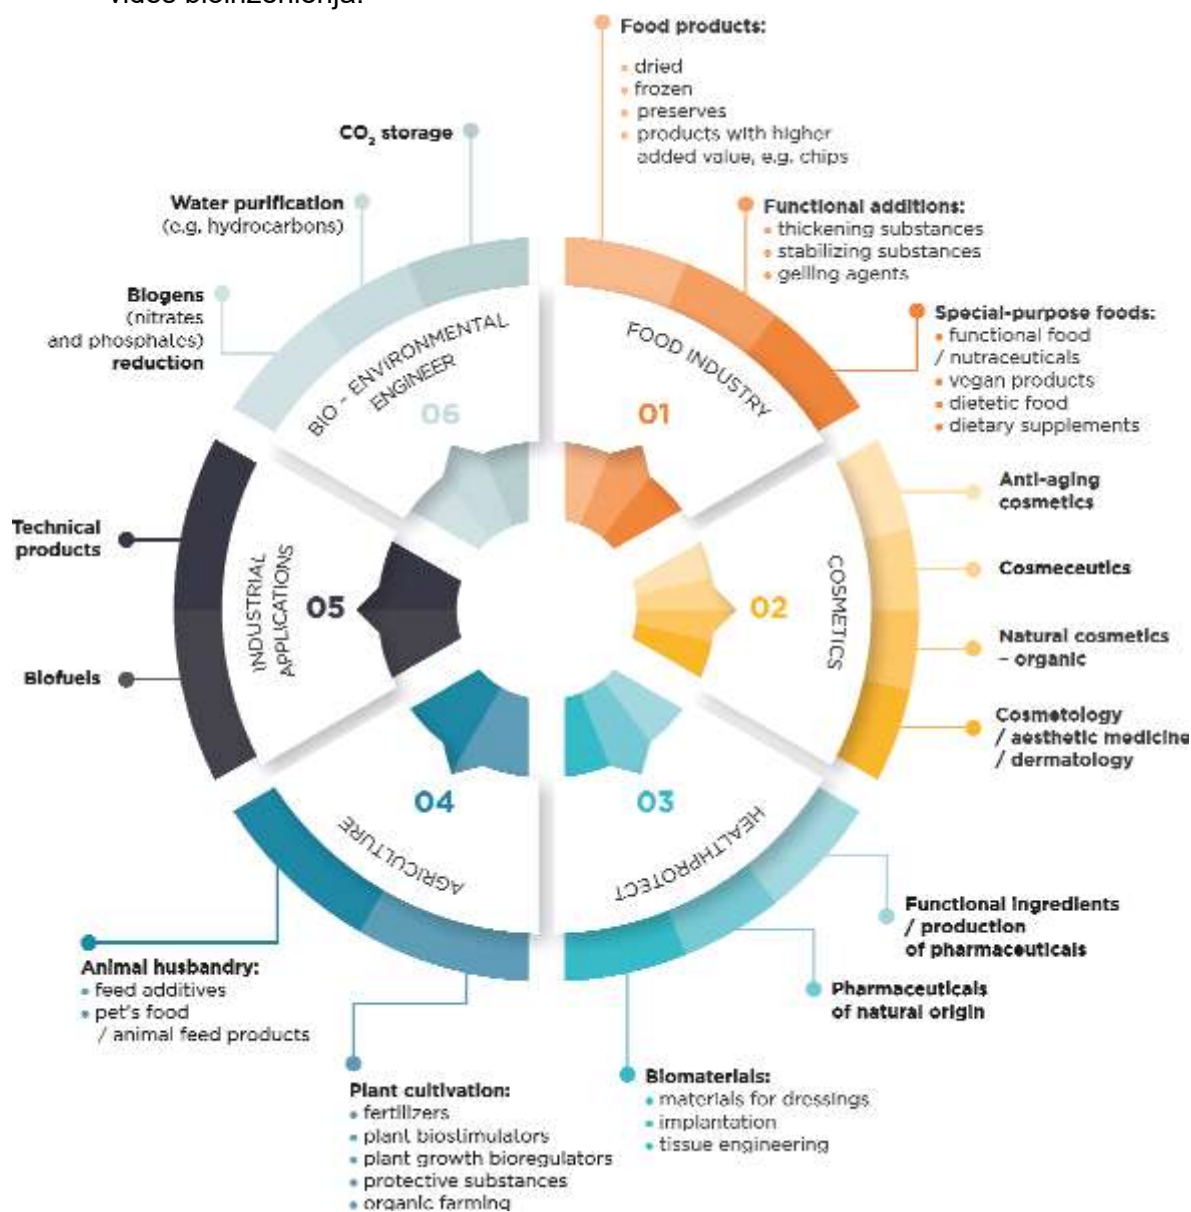 vides bioinženierija.
Food products:
• dried
• frozen
• preserves
• products with higher
added value, e.g. chips
CO₂ storage
Water purification
(e.g. hydrocarbons)
Functional additions:
• thickening substances
• stabilizing substances
• gelling agents
Biogens
(nitrates
and phosphates)
reduction
Special-purpose foods:
• functional food
/ nutraceuticals
• vegan products
• dietetic food
• dietary supplements
BIO - ENVIRONMENTAL
ENGINEER
06
FOOD INDUSTRY
01
Anti-aging
cosmetics
Cosmeceutics
Natural cosmetics
– organic
Cosmetology
/ aesthetic medicine
/ dermatology
COSMETICS
02
Technical
products
Biofuels
INDUSTRIAL
APPLICATIONS
05
04
AGRICULTURE
03
HEALTHPROTECT
Functional ingredients
/ production
of pharmaceuticals
Pharmaceuticals
of natural origin
Animal husbandry:
• feed additives
• pet's food
/ animal feed products
Plant cultivation:
• fertilizers
• plant biostimulators
• plant growth bioregulators
• protective substances
• organic farming
Biomaterials:
• materials for dressings
• implantation
• tissue engineering